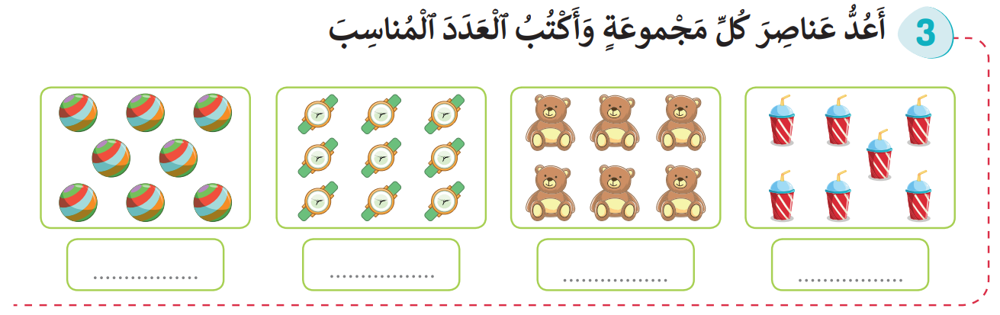 3 أَعُدُّ عَناصِرَ كُلِّ مَجْموعَةٍ وَأَكْتُبُ ٱلْعَدَدَ ٱلْمُناسِبَ
................ ................ ................ ................